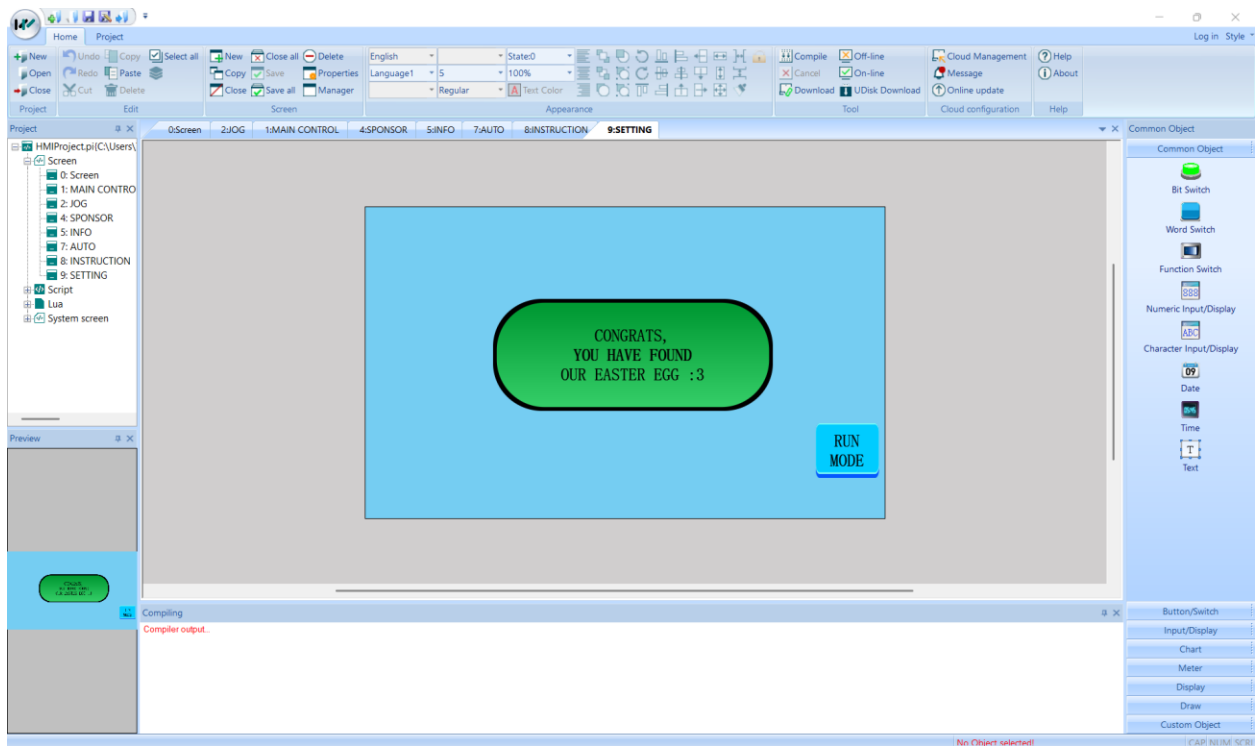 Home Project
Log in Style
New Undo Copy Select all New Close all Delete English State:0 Compile Off-line Cloud Management Help
Open Redo Paste Copy Save Properties Language1 5 100% Cancel On-line Message About
Close Cut Delete Close Save all Manager Regular A Text Color Download UDisk Download Online update
Project Edit Screen Appearance Tool Cloud configuration Help
Project
HMIProject.pi(C:\Users\
Screen
0: Screen
1: MAIN CONTRO
2: JOG
4: SPONSOR
5: INFO
7: AUTO
8: INSTRUCTION
9: SETTING
Script
Lua
System screen
0:Screen 2:JOG 1:MAIN CONTROL 4:SPONSOR 5:INFO 7:AUTO 8:INSTRUCTION 9:SETTING
CONGRATS,
YOU HAVE FOUND
OUR EASTER EGG :3
RUN
MODE
Preview
Compiling
Compiler output..
Common Object
Common Object
Bit Switch
Word Switch
Function Switch
Numeric Input/Display
ABC
Character Input/Display
09
Date
Time
T
Text
Button/Switch
Input/Display
Chart
Meter
Display
Draw
Custom Object
No Object selected!
CAP NUM SCRI